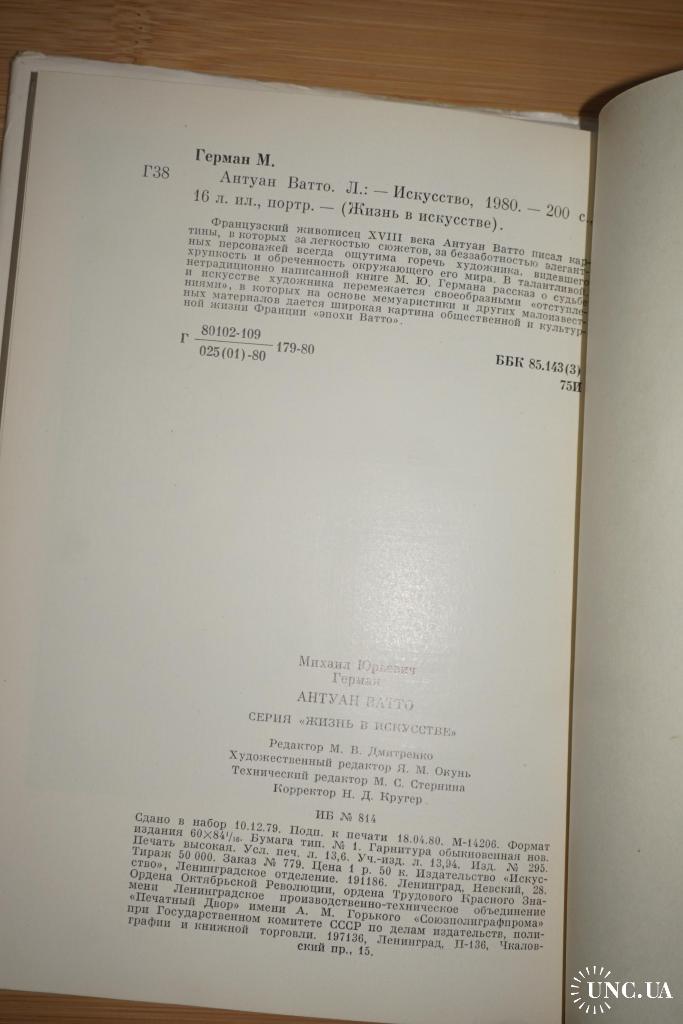 Герман М.
Г38
Антуан Ватто. Л.: — Искусство, 1980. — 200 с.,
16 л. ил., портр. — (Жизнь в искусстве).
Французский живописец XVIII века Антуан Ватто писал кар-
тины, в которых за легкостью сюжетов, за беззаботностью элегант-
ных персонажей всегда ощутима горечь художника, видевшего
хрупкость и обреченность окружающего его мира. В талантливой
нетрадиционно написанной книге М. Ю. Германа рассказ о судьбе
и искусстве художника перемежается своеобразными «отступле-
ниями», в которых на основе мемуаристики и других малоизвест-
ных материалов дается широкая картина общественной и культур-
ной жизни Франции «эпохи Ватто».
Г 80102-109
025(01)-80 179-80
ББК 85.143(3)
75И
Михаил Юрьевич
Герман
АНТУАН ВАТТО
СЕРИЯ «ЖИЗНЬ В ИСКУССТВЕ»
Редактор М. В. Дмитренко
Художественный редактор Я. М. Окунь
Технический редактор М. С. Стернина
Корректор Н. Д. Кругер
ИБ № 814
Сдано в набор 10.12.79. Подп. к печати 18.04.80. М-14206. Формат
издания 60×84¹/₁₆. Бумага тип. № 1. Гарнитура обыкновенная нов.
Печать высокая. Усл. печ. л. 13,6. Уч.-изд. л. 13,94. Изд. № 295.
Тираж 50 000. Заказ № 779. Цена 1 р. 50 к. Издательство «Искус-
ство», Ленинградское отделение. 191186. Ленинград, Невский, 28.
Ордена Октябрьской Революции, ордена Трудового Красного Зна-
мени Ленинградское производственно-техническое объединение
«Печатный Двор» имени А. М. Горького «Союзполиграфпрома»
при Государственном комитете СССР по делам издательств, поли-
графии и книжной торговли. 197136, Ленинград, П-136, Чкалов-
ский пр., 15.
UNC.UA